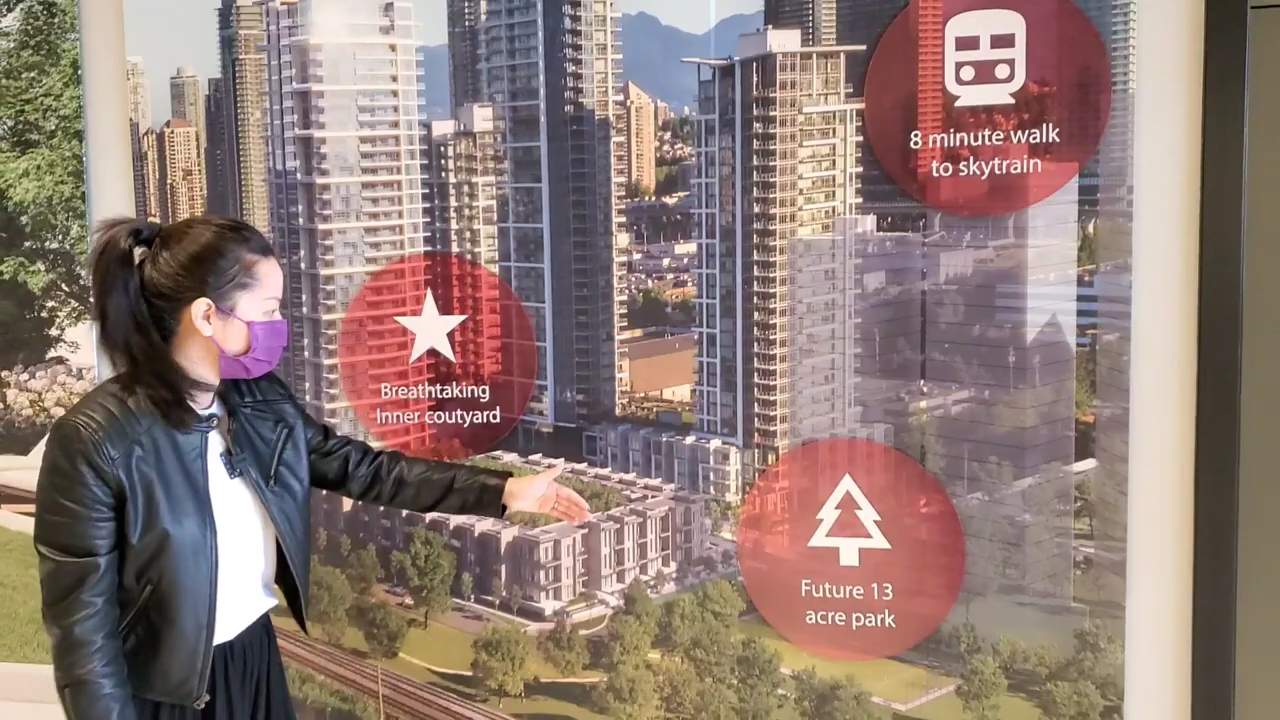 8 minute walk
to skytrain
Breathtaking
Inner coutyard
Future 13
acre park